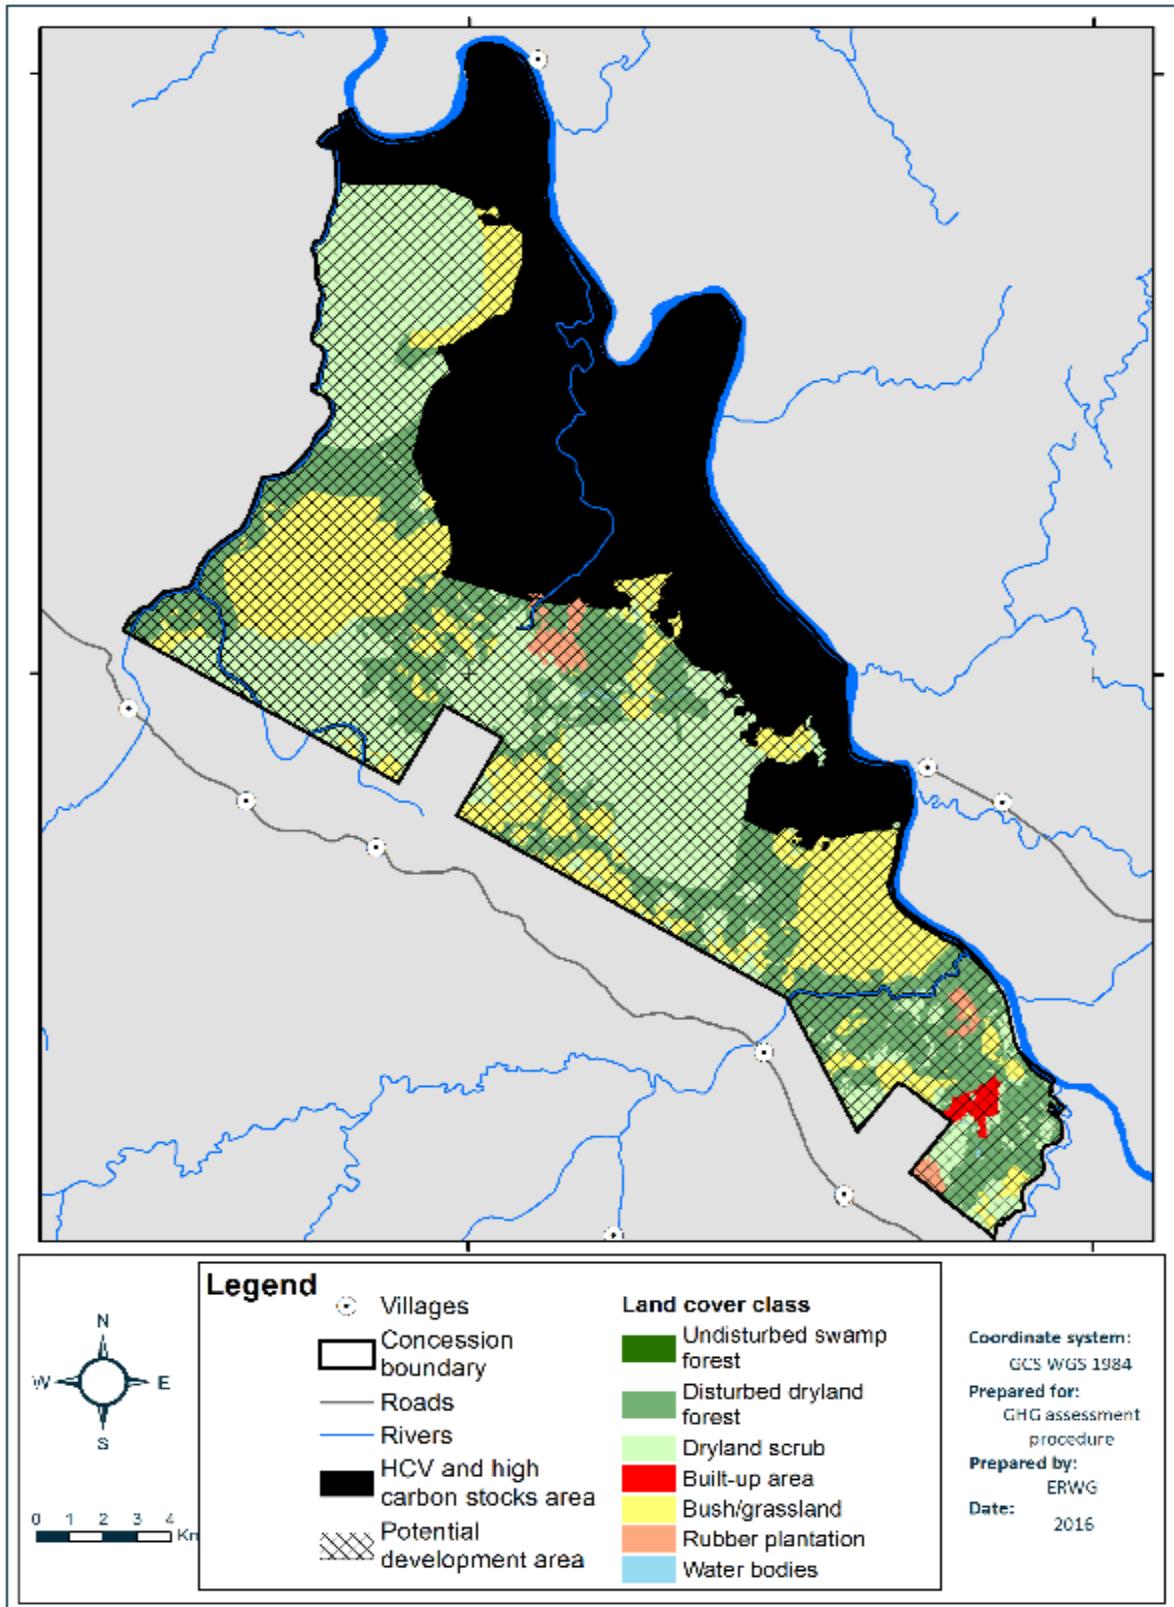 Legend
Villages
Concession
boundary
Roads
Rivers
HCV and high
carbon stocks area
Potential
development area
Land cover class
Undisturbed swamp
forest
Disturbed dryland
forest
Dryland scrub
Built-up area
Bush/grassland
Rubber plantation
Water bodies
N
W
E
S
0 1 2 3 4
Km
Coordinate system:
GCS WGS 1984
Prepared for:
GHG assessment
procedure
Prepared by:
ERWG
Date:
2016